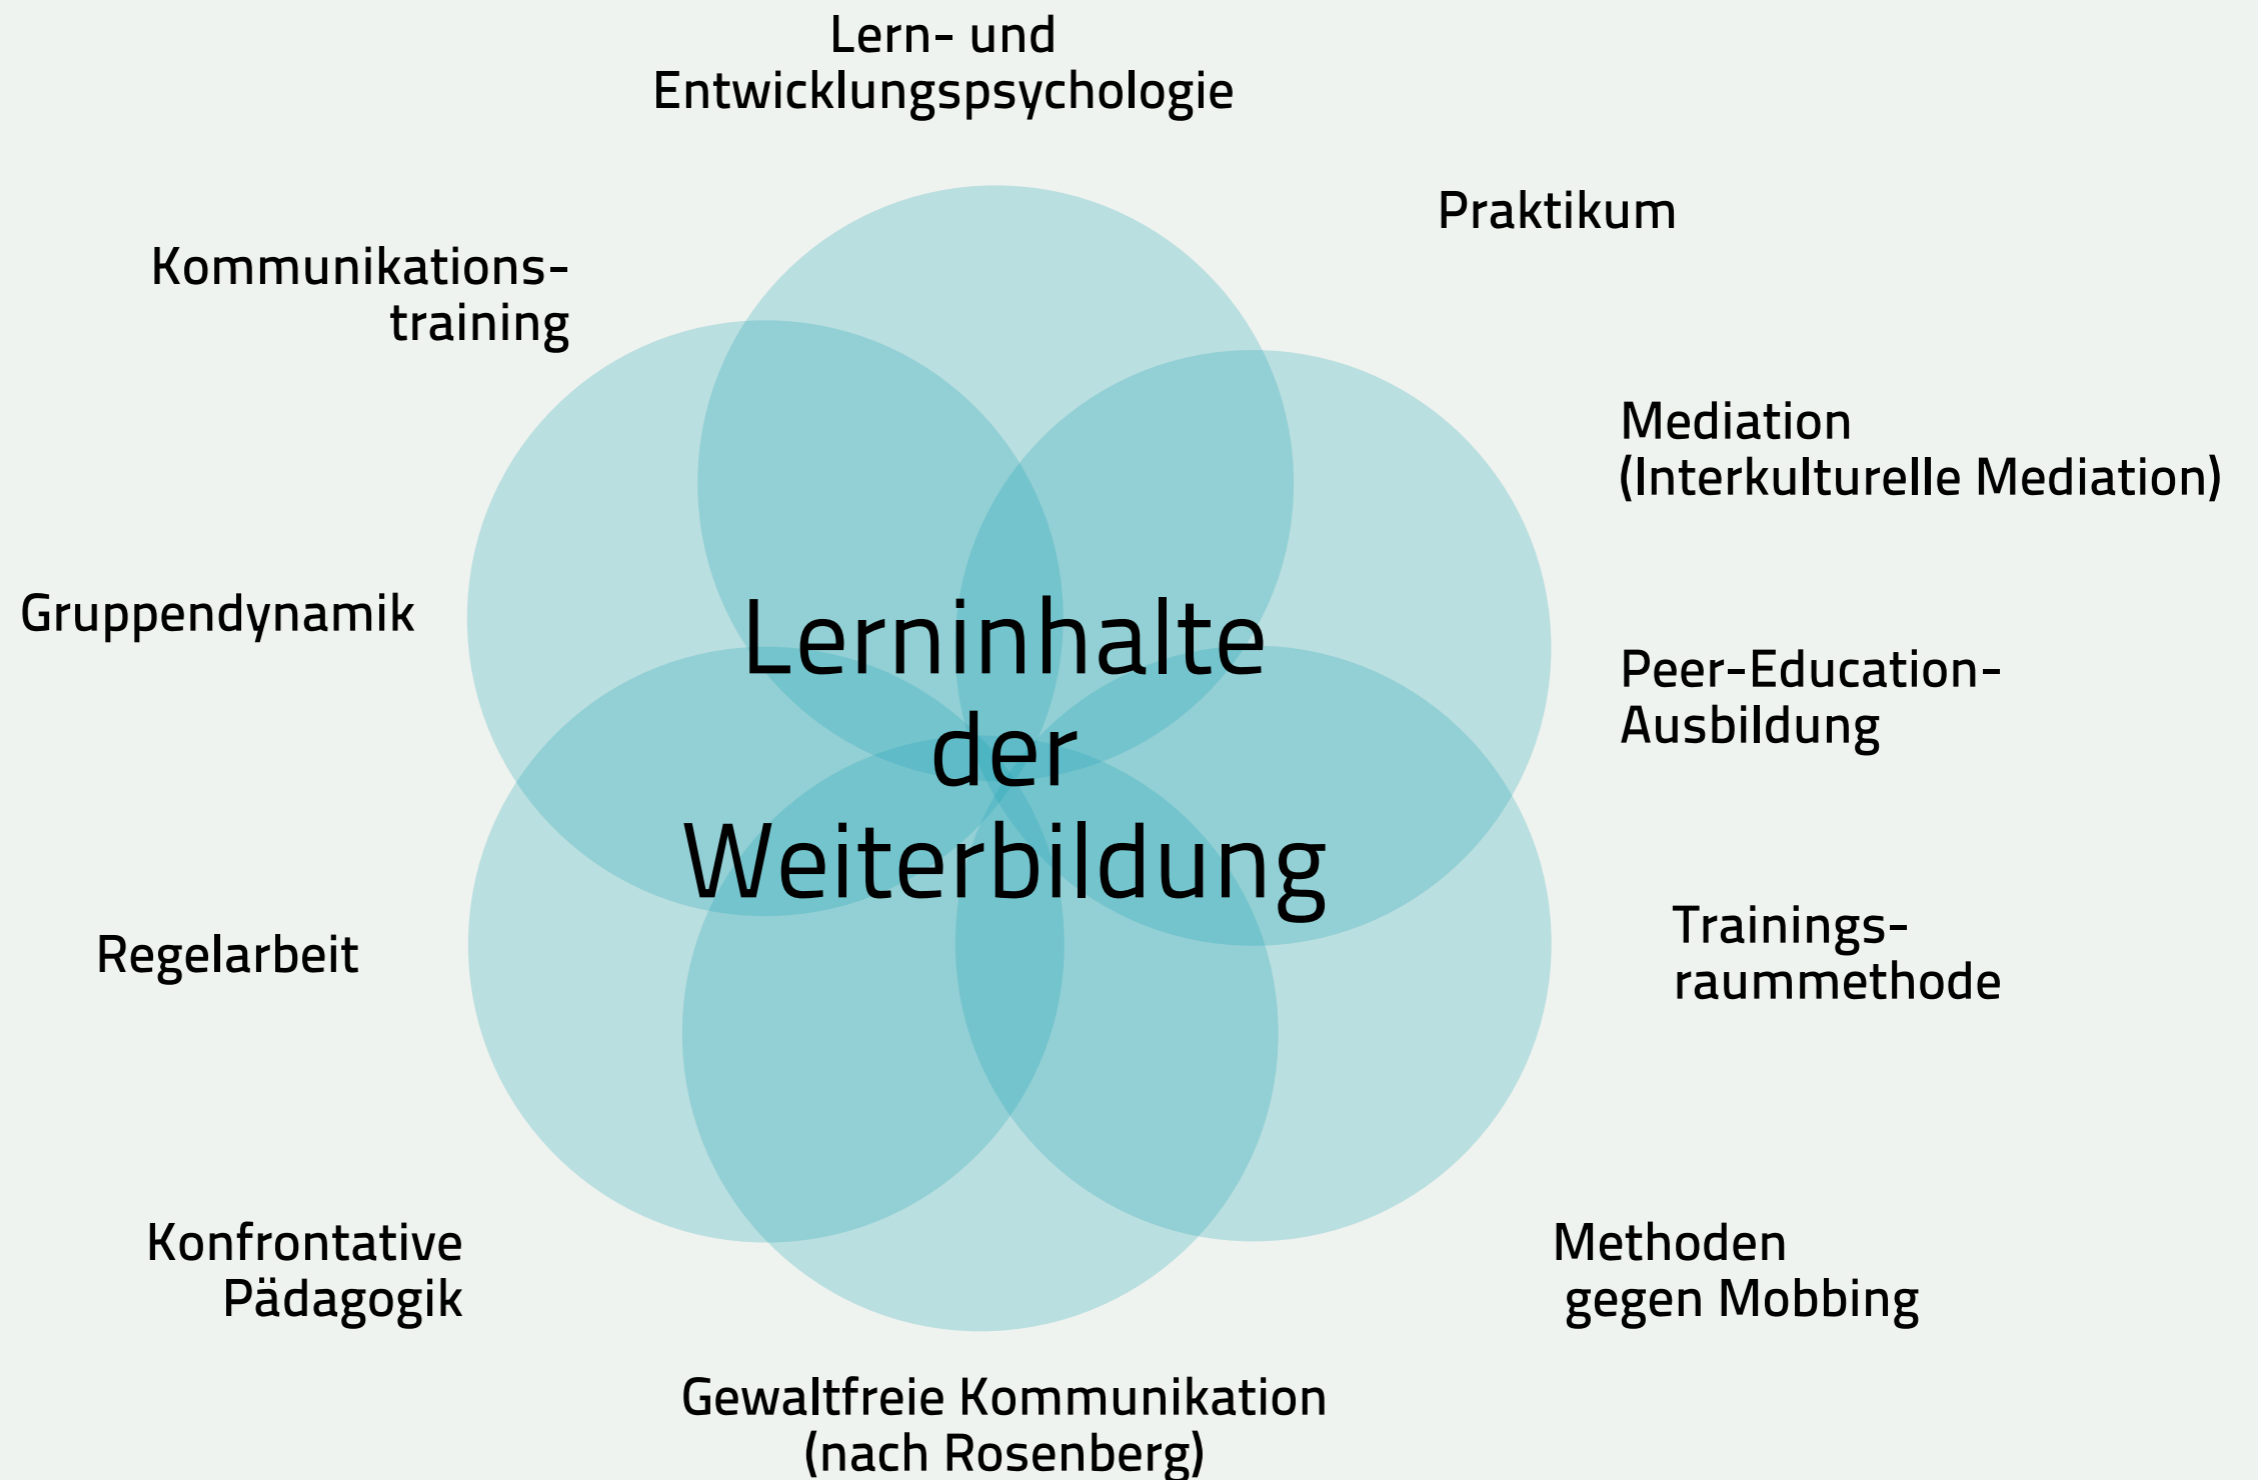 Lern- und
Entwicklungspsychologie
Praktikum
Kommunikations-
training
Mediation
(Interkulturelle Mediation)
Gruppendynamik
Lerninhalte
der
Weiterbildung
Peer-Education-
Ausbildung
Regelarbeit
Trainings-
raummethode
Konfrontative
Pädagogik
Methoden
gegen Mobbing
Gewaltfreie Kommunikation
(nach Rosenberg)